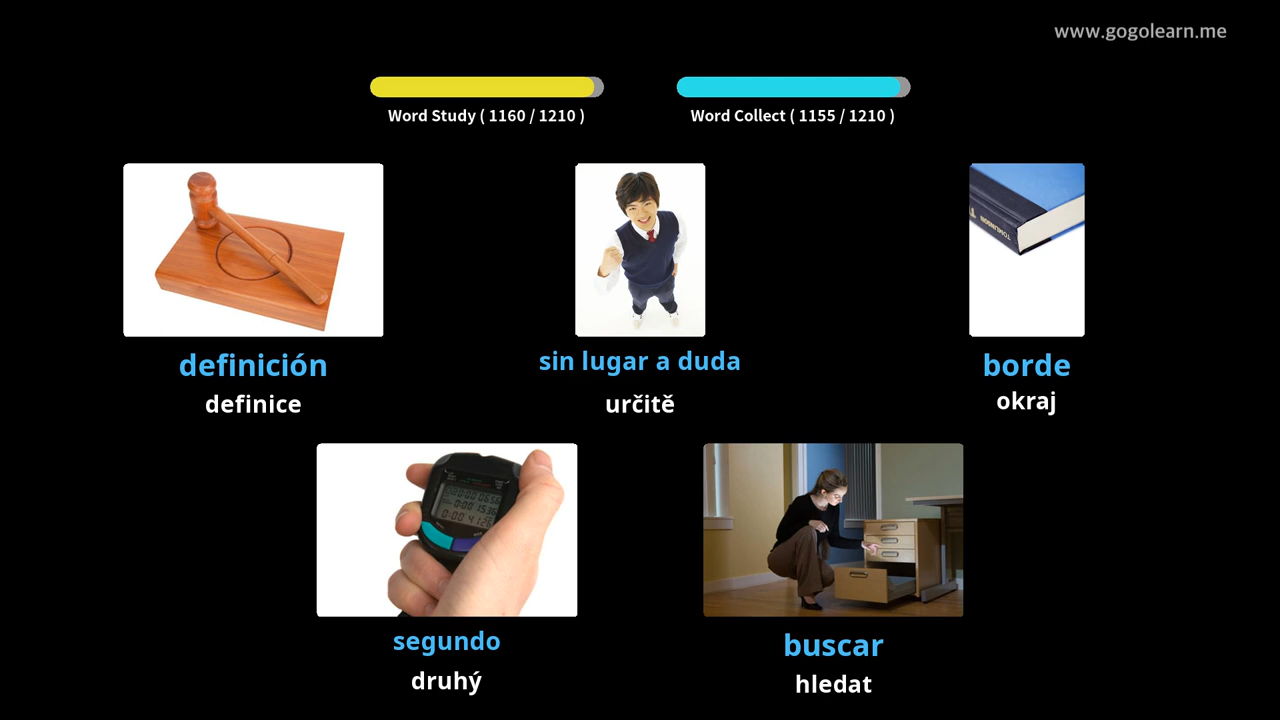 www.gogolearn.me
Word Study ( 1160 / 1210 )
Word Collect ( 1155 / 1210 )
definición
definice
sin lugar a duda
určitě
borde
okraj
segundo
druhý
buscar
hledat